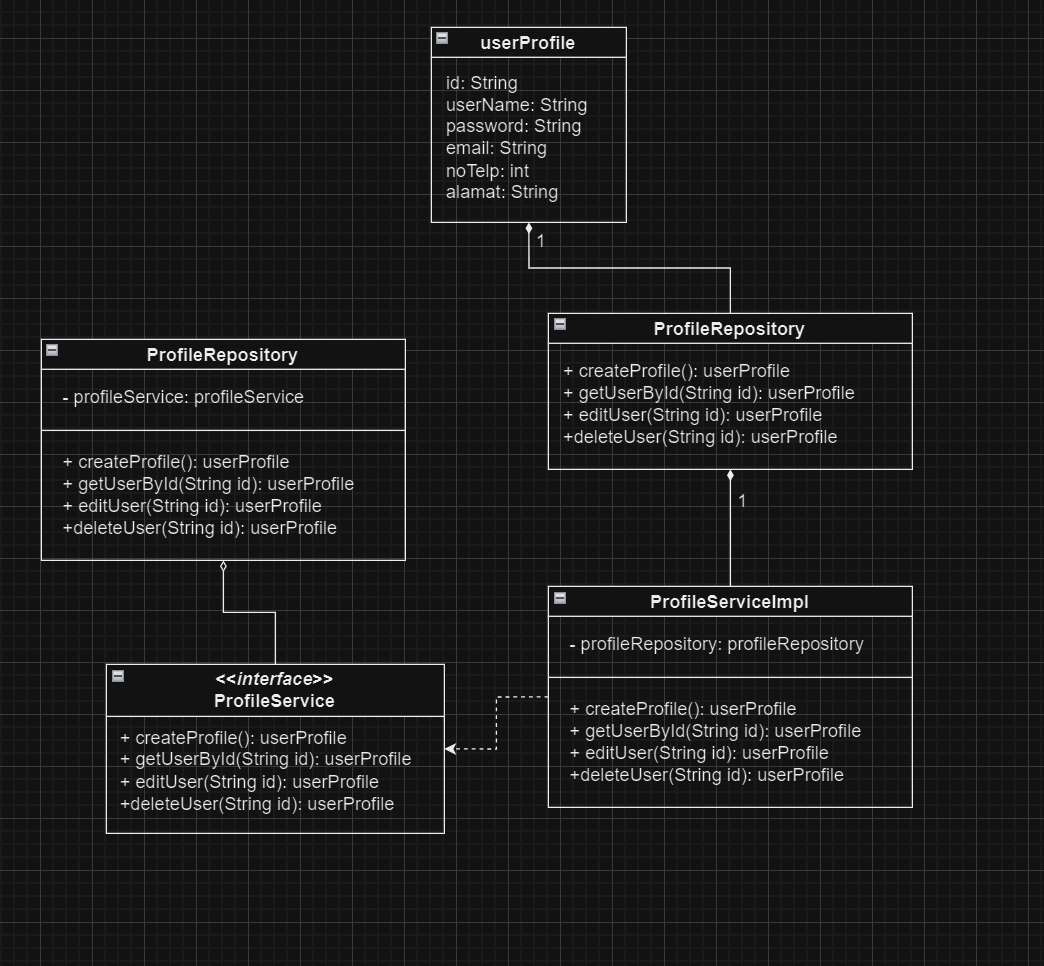 userProfile
id: String
userName: String
password: String
email: String
noTelp: int
alamat: String
1
ProfileRepository
+ createProfile(): userProfile
+ getUserById(String id): userProfile
+ editUser(String id): userProfile
+deleteUser(String id): userProfile
1
ProfileRepository
- profileService: profileService
+ createProfile(): userProfile
+ getUserById(String id): userProfile
+ editUser(String id): userProfile
+deleteUser(String id): userProfile
ProfileServiceImpl
- profileRepository: profileRepository
+ createProfile(): userProfile
+ getUserById(String id): userProfile
+ editUser(String id): userProfile
+deleteUser(String id): userProfile
<<interface>>
ProfileService
+ createProfile(): userProfile
+ getUserById(String id): userProfile
+ editUser(String id): userProfile
+deleteUser(String id): userProfile